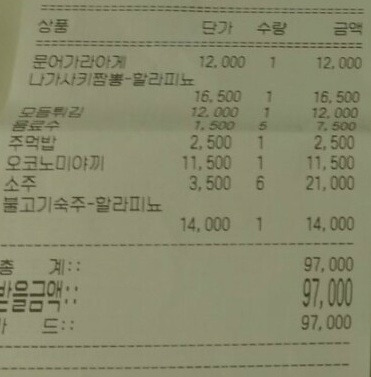 상품 단가 수량 금액
문어가라아게 12,000 1 12,000
나가사키짬뽕-할라피뇨
16,500 1 16,500
모듬튀김 12,000 1 12,000
음료수 1,500 5 7,500
주먹밥 2,500 1 2,500
오코노미야끼 11,500 1 11,500
소주 3,500 6 21,000
불고기숙주-할라피뇨
14,000 1 14,000
총 계:: 97,000
받을금액:: 97,000
카 드:: 97,000